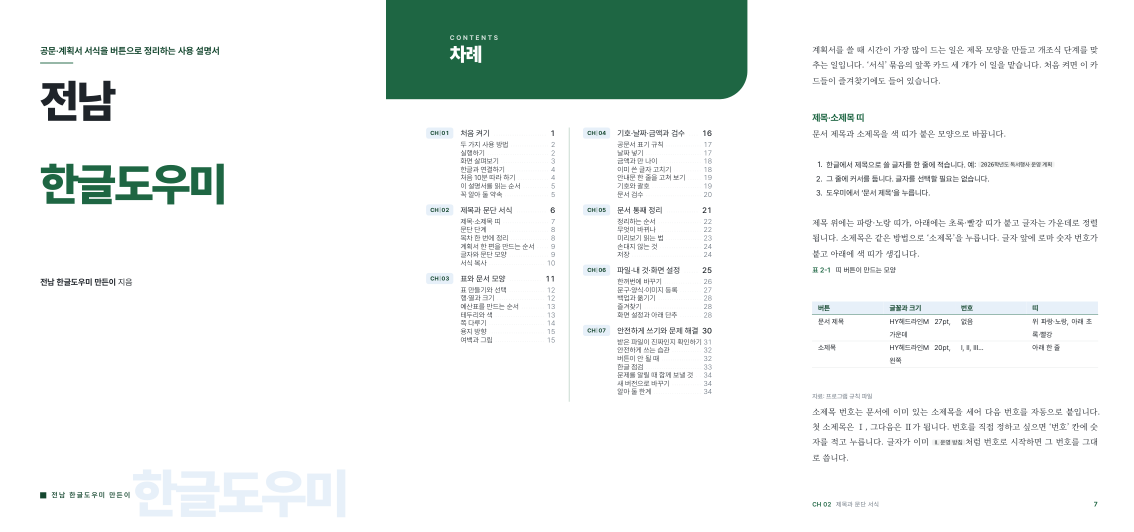 공문·계획서 서식을 버튼으로 정리하는 사용 설명서
전남
한글도우미
전남 한글도우미 만든이 지음
전남 한글도우미 만든이
한글도우미
CONTENTS
차례
CH 01 처음 켜기 1
두 가지 사용 방법 2
실행하기 2
화면 살펴보기 3
한글과 연결하기 4
처음 10분 따라 하기 4
이 설명서를 읽는 순서 5
꼭 알아 둘 약속 5
CH 02 제목과 문단 서식 6
제목·소제목 띠 7
문단 단계 8
목차 한 번에 정리 8
계획서 한 편을 만드는 순서 9
글자와 문단 모양 9
서식 복사 10
CH 03 표와 문서 모양 11
표 만들기와 선택 12
행·열과 크기 12
예산표를 만드는 순서 13
테두리와 색 13
쪽 다루기 14
용지 방향 15
여백과 그림 15
CH 04 기호·날짜·금액과 검수 16
공문서 표기 규칙 17
날짜 넣기 17
금액과 만 나이 18
이미 쓴 글자 고치기 18
안내문 한 줄을 고쳐 보기 19
기호와 괄호 19
문서 검수 20
CH 05 문서 통째 정리 21
정리하는 순서 22
무엇이 바뀌나 22
미리보기 읽는 법 23
손대지 않는 것 24
저장 24
CH 06 파일·내 것·화면 설정 25
한꺼번에 바꾸기 26
문구·양식·이미지 등록 27
백업과 옮기기 28
즐겨찾기 28
화면 설정과 아래 단추 28
CH 07 안전하게 쓰기와 문제 해결 30
받은 파일이 진짜인지 확인하기 31
안전하게 쓰는 습관 32
버튼이 안 될 때 32
한글 점검 33
문제를 알릴 때 함께 보낼 것 34
새 버전으로 바꾸기 34
알아 둘 한계 34
계획서를 쓸 때 시간이 가장 많이 드는 일은 제목 모양을 만들고 개조식 단계를 맞
추는 일입니다. ‘서식’ 묶음의 앞쪽 카드 세 개가 이 일을 맡습니다. 처음 켜면 이 카
드들이 즐겨찾기에도 들어 있습니다.
제목·소제목 띠
문서 제목과 소제목을 색 띠가 붙은 모양으로 바꿉니다.
1. 한글에서 제목으로 쓸 글자를 한 줄에 적습니다. 예: 2026학년도 독서행사 운영 계획
2. 그 줄에 커서를 둡니다. 글자를 선택할 필요는 없습니다.
3. 도우미에서 ‘문서 제목’을 누릅니다.
제목 위에는 파랑·노랑 띠가, 아래에는 초록·빨강 띠가 붙고 글자는 가운데로 정렬
됩니다. 소제목은 같은 방법으로 ‘소제목’을 누릅니다. 글자 앞에 로마 숫자 번호가
붙고 아래에 색 띠가 생깁니다.
표 2-1 띠 버튼이 만드는 모양
버튼 글꼴과 크기 번호 띠
문서 제목 HY헤드라인M 27pt, 없음 위 파랑·노랑, 아래 초
가운데 록·빨강
소제목 HY헤드라인M 20pt, I, II, III… 아래 한 줄
왼쪽
자료: 프로그램 규칙 파일
소제목 번호는 문서에 이미 있는 소제목을 세어 다음 번호를 자동으로 붙입니다.
첫 소제목은 Ⅰ, 그다음은 Ⅱ가 됩니다. 번호를 직접 정하고 싶으면 ‘번호’ 칸에 숫
자를 적고 누릅니다. 글자가 이미 Ⅱ. 운영 방침 처럼 번호로 시작하면 그 번호를 그대
로 씁니다.
CH 02 제목과 문단 서식 7